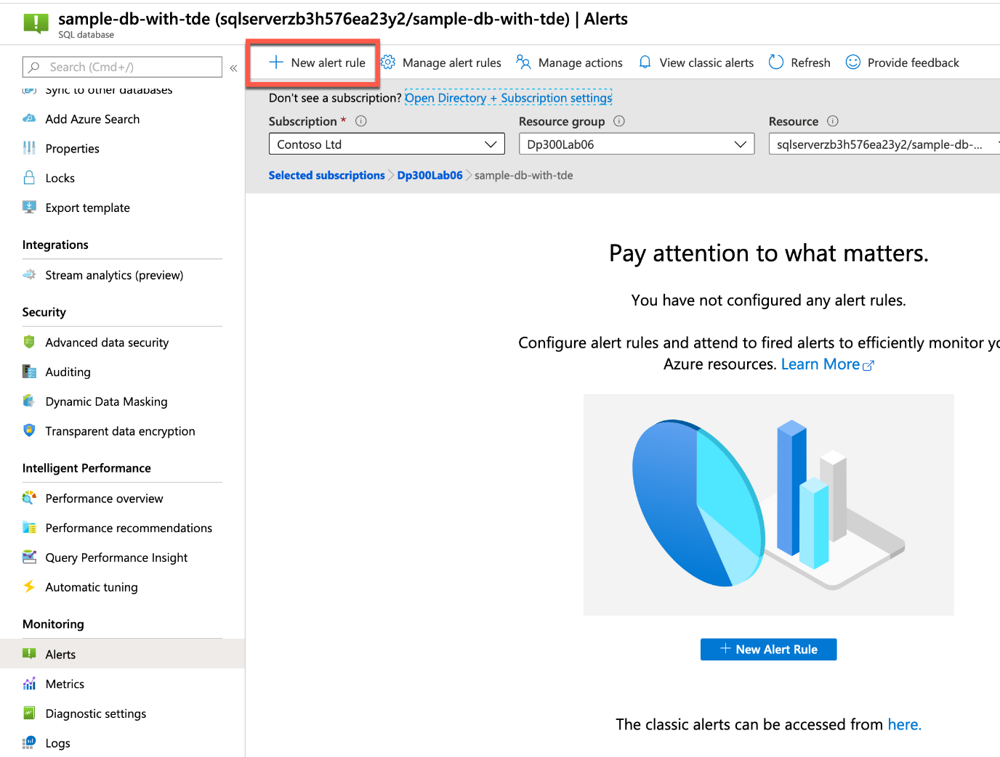 sample-db-with-tde (sqlserverzb3h576ea23y2/sample-db-with-tde) | Alerts
SQL database
Search (Cmd+/)
«
Sync to other databases
Add Azure Search
Properties
Locks
Export template
Integrations
Stream analytics (preview)
Security
Advanced data security
Auditing
Dynamic Data Masking
Transparent data encryption
Intelligent Performance
Performance overview
Performance recommendations
Query Performance Insight
Automatic tuning
Monitoring
Alerts
Metrics
Diagnostic settings
Logs
New alert rule Manage alert rules Manage actions View classic alerts Refresh Provide feedback
Don't see a subscription? Open Directory + Subscription settings
Subscription * Resource group Resource
Contoso Ltd Dp300Lab06 sqlserverzb3h576ea23y2/sample-db-...
Selected subscriptions > Dp300Lab06 > sample-db-with-tde
Pay attention to what matters.
You have not configured any alert rules.
Configure alert rules and attend to fired alerts to efficiently monitor
Azure resources. Learn More
+ New Alert Rule
The classic alerts can be accessed from here.